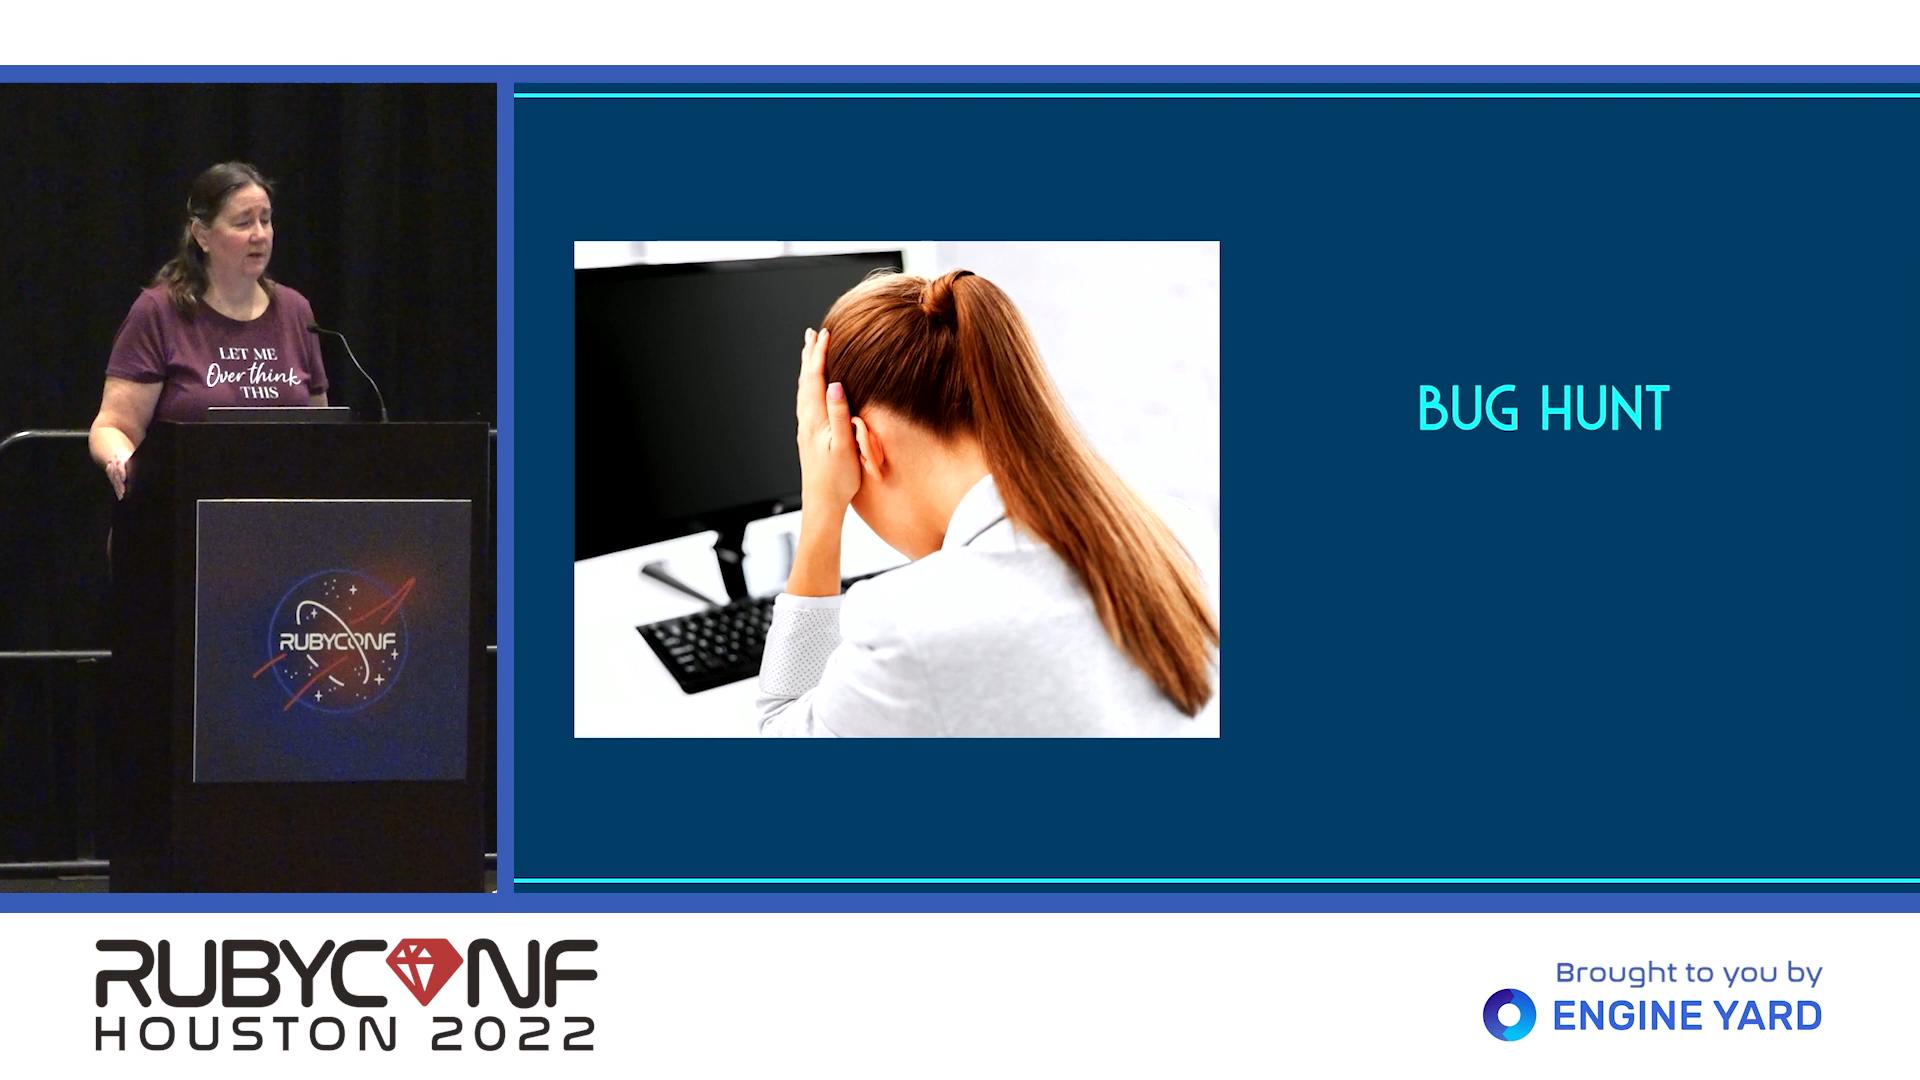 LET ME
Over think
THIS
RUBYCONF
BUG HUNT
RUBYCONF
HOUSTON 2022
Brought to you by
ENGINE YARD